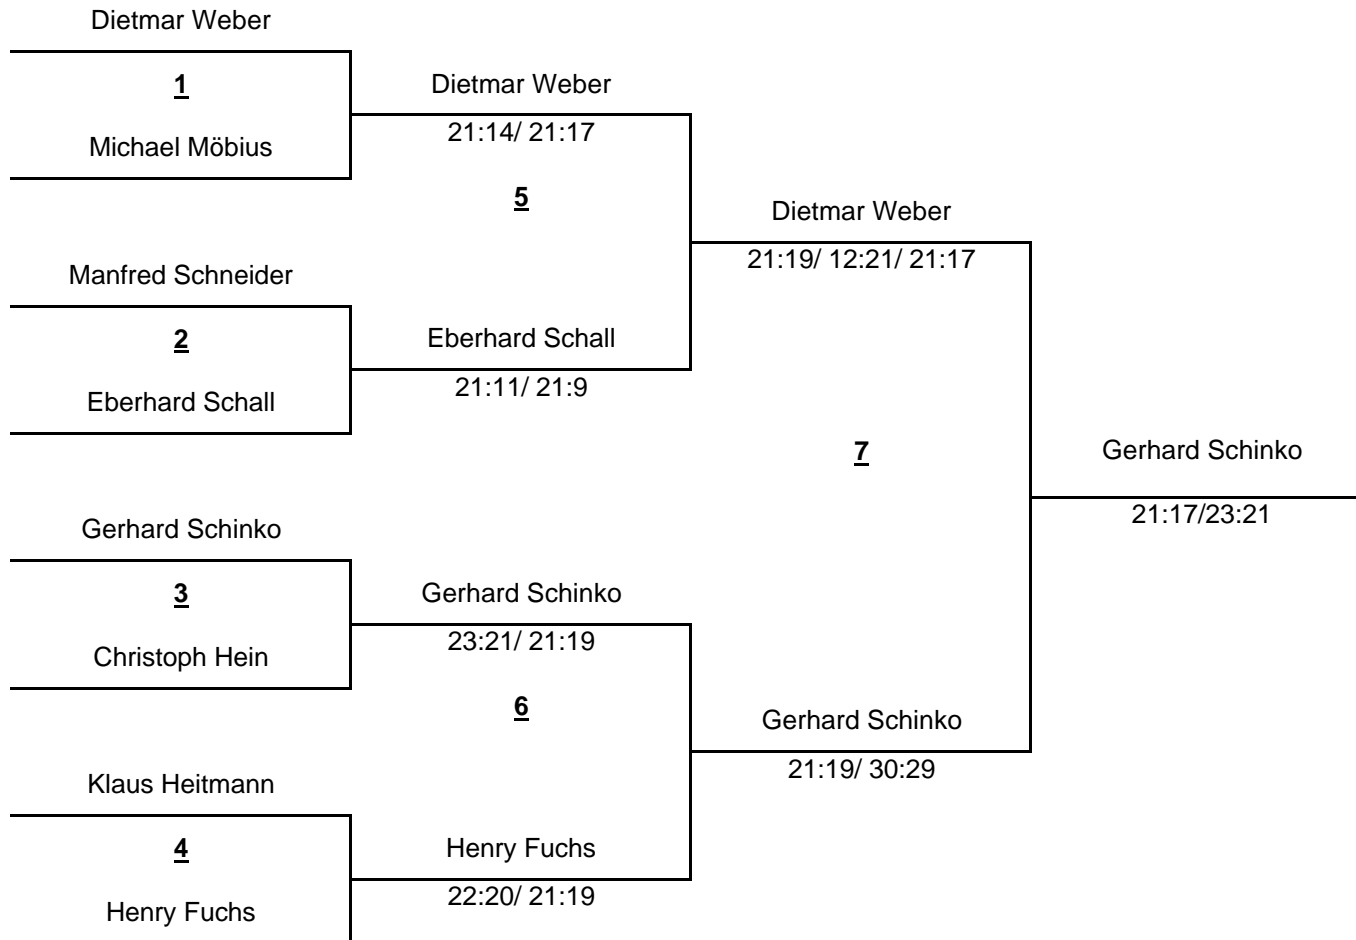 Dietmar Weber
1
Dietmar Weber
21:14/ 21:17
Michael Möbius
5
Dietmar Weber
21:19/ 12:21/ 21:17
Manfred Schneider
2
Eberhard Schall
21:11/ 21:9
Eberhard Schall
7
Gerhard Schinko
21:17/23:21
Gerhard Schinko
3
Gerhard Schinko
23:21/ 21:19
Christoph Hein
6
Gerhard Schinko
21:19/ 30:29
Klaus Heitmann
4
Henry Fuchs
22:20/ 21:19
Henry Fuchs